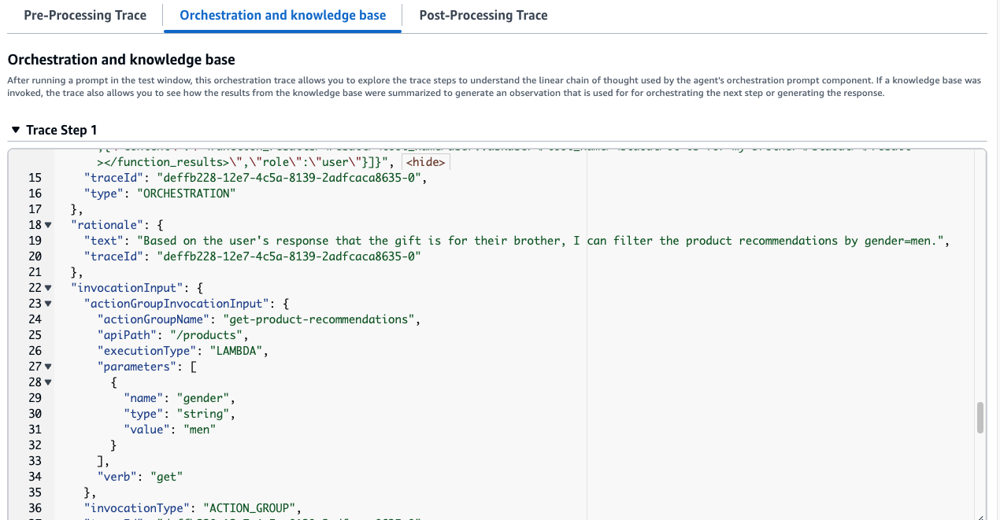 Pre-Processing Trace
Orchestration and knowledge base
Post-Processing Trace
Orchestration and knowledge base
After running a prompt in the test window, this orchestration trace allows you to explore the trace steps to understand the linear chain of thought used by the agent's orchestration prompt component. If a knowledge base was
invoked, the trace also allows you to see how the results from the knowledge base were summarized to generate an observation that is used for for orchestrating the next step or generating the response.
▼ Trace Step 1
></function_results>\",\"role\":\"user\"}]}", <hide>
15 "traceId": "deffb228-12e7-4c5a-8139-2adfcaca8635-0",
16 "type": "ORCHESTRATION"
17 },
18 "rationale": {
19 "text": "Based on the user's response that the gift is for their brother, I can filter the product recommendations by gender=men.",
20 "traceId": "deffb228-12e7-4c5a-8139-2adfcaca8635-0"
21 },
22 "invocationInput": {
23 "actionGroupInvocationInput": {
24 "actionGroupName": "get-product-recommendations",
25 "apiPath": "/products",
26 "executionType": "LAMBDA",
27 "parameters": [
28 {
29 "name": "gender",
30 "type": "string",
31 "value": "men"
32 }
33 ],
34 "verb": "get"
35 },
36 "invocationType": "ACTION_GROUP",